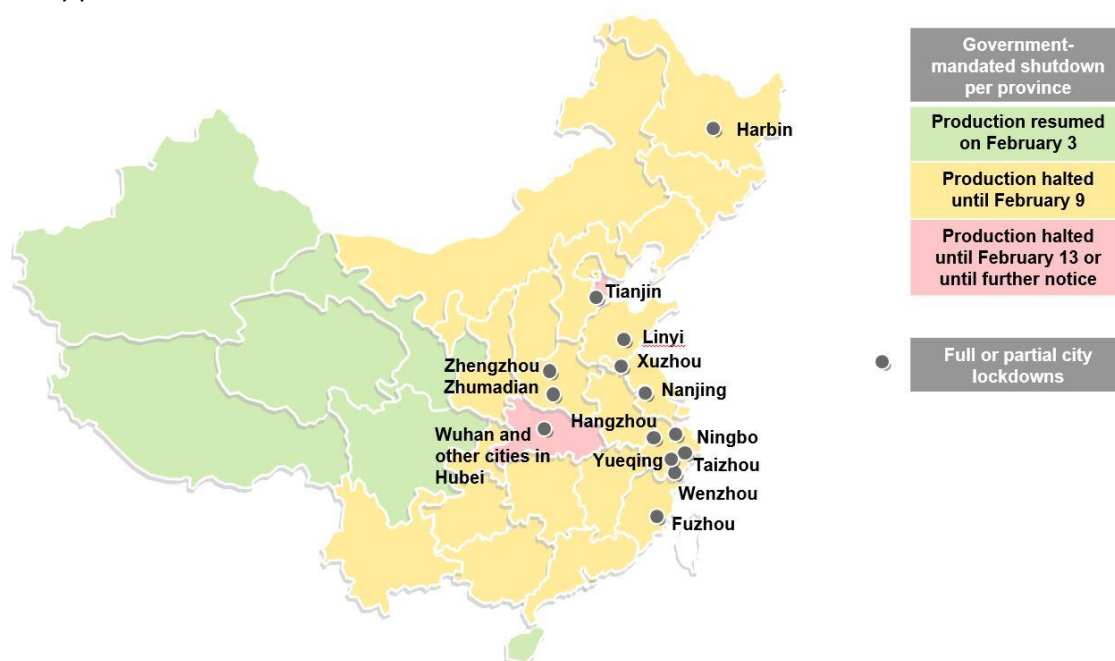 Government-
mandated shutdown
per province
Production resumed
on February 3
Production halted
until February 9
Production halted
until February 13 or
until further notice
Full or partial city
lockdowns
Harbin
Tianjin
Linyi
Xuzhou
Zhengzhou
Zhumadian
Nanjing
Hangzhou
Ningbo
Wuhan and
other cities in
Hubei
Yueqing
Taizhou
Wenzhou
Fuzhou